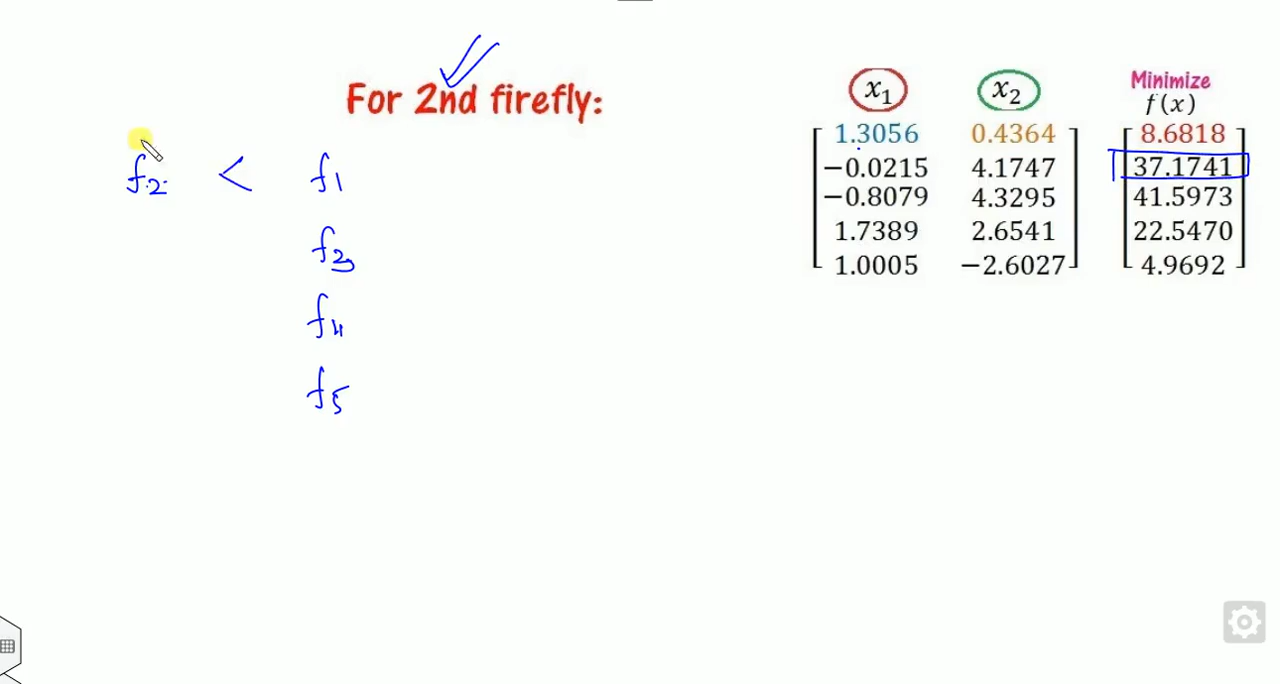 For 2nd firefly:
x₁ x₂ Minimize f(x)
1.3056 0.4364 8.6818
−0.0215 4.1747 37.1741
−0.8079 4.3295 41.5973
1.7389 2.6541 22.5470
1.0005 −2.6027 4.9692
f₂ < f₁
f₃
f₄
f₅